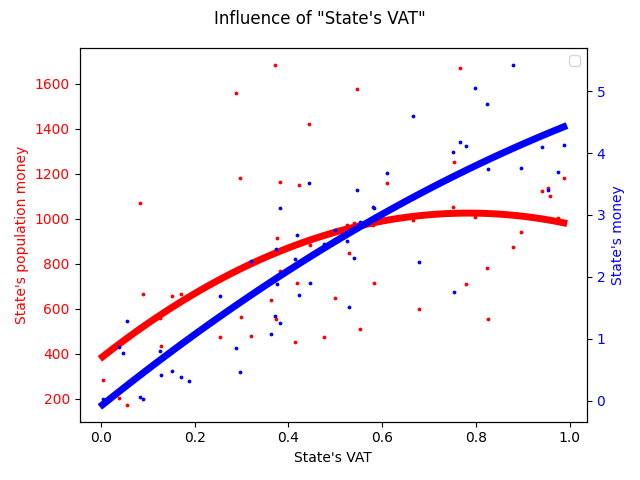 Influence of "State's VAT"
1600
1400
1200
1000
800
600
400
200
State's population money
5
4
3
2
1
0
State's money
0.0 0.2 0.4 0.6 0.8 1.0
State's VAT